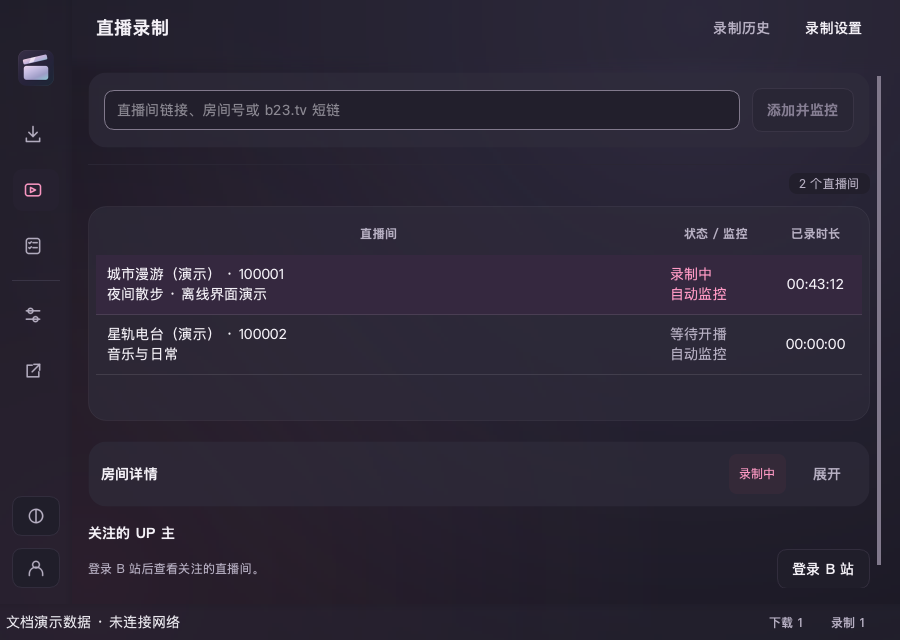 直播录制
录制历史
录制设置
直播间链接、房间号或 b23.tv 短链
添加并监控
2 个直播间
直播间
状态 / 监控
已录时长
城市漫游（演示） · 100001
夜间散步 · 离线界面演示
录制中
自动监控
00:43:12
星轨电台（演示） · 100002
音乐与日常
等待开播
自动监控
00:00:00
房间详情
录制中
展开
关注的 UP 主
登录 B 站后查看关注的直播间。
登录 B 站
文档演示数据 · 未连接网络
下载 1
录制 1